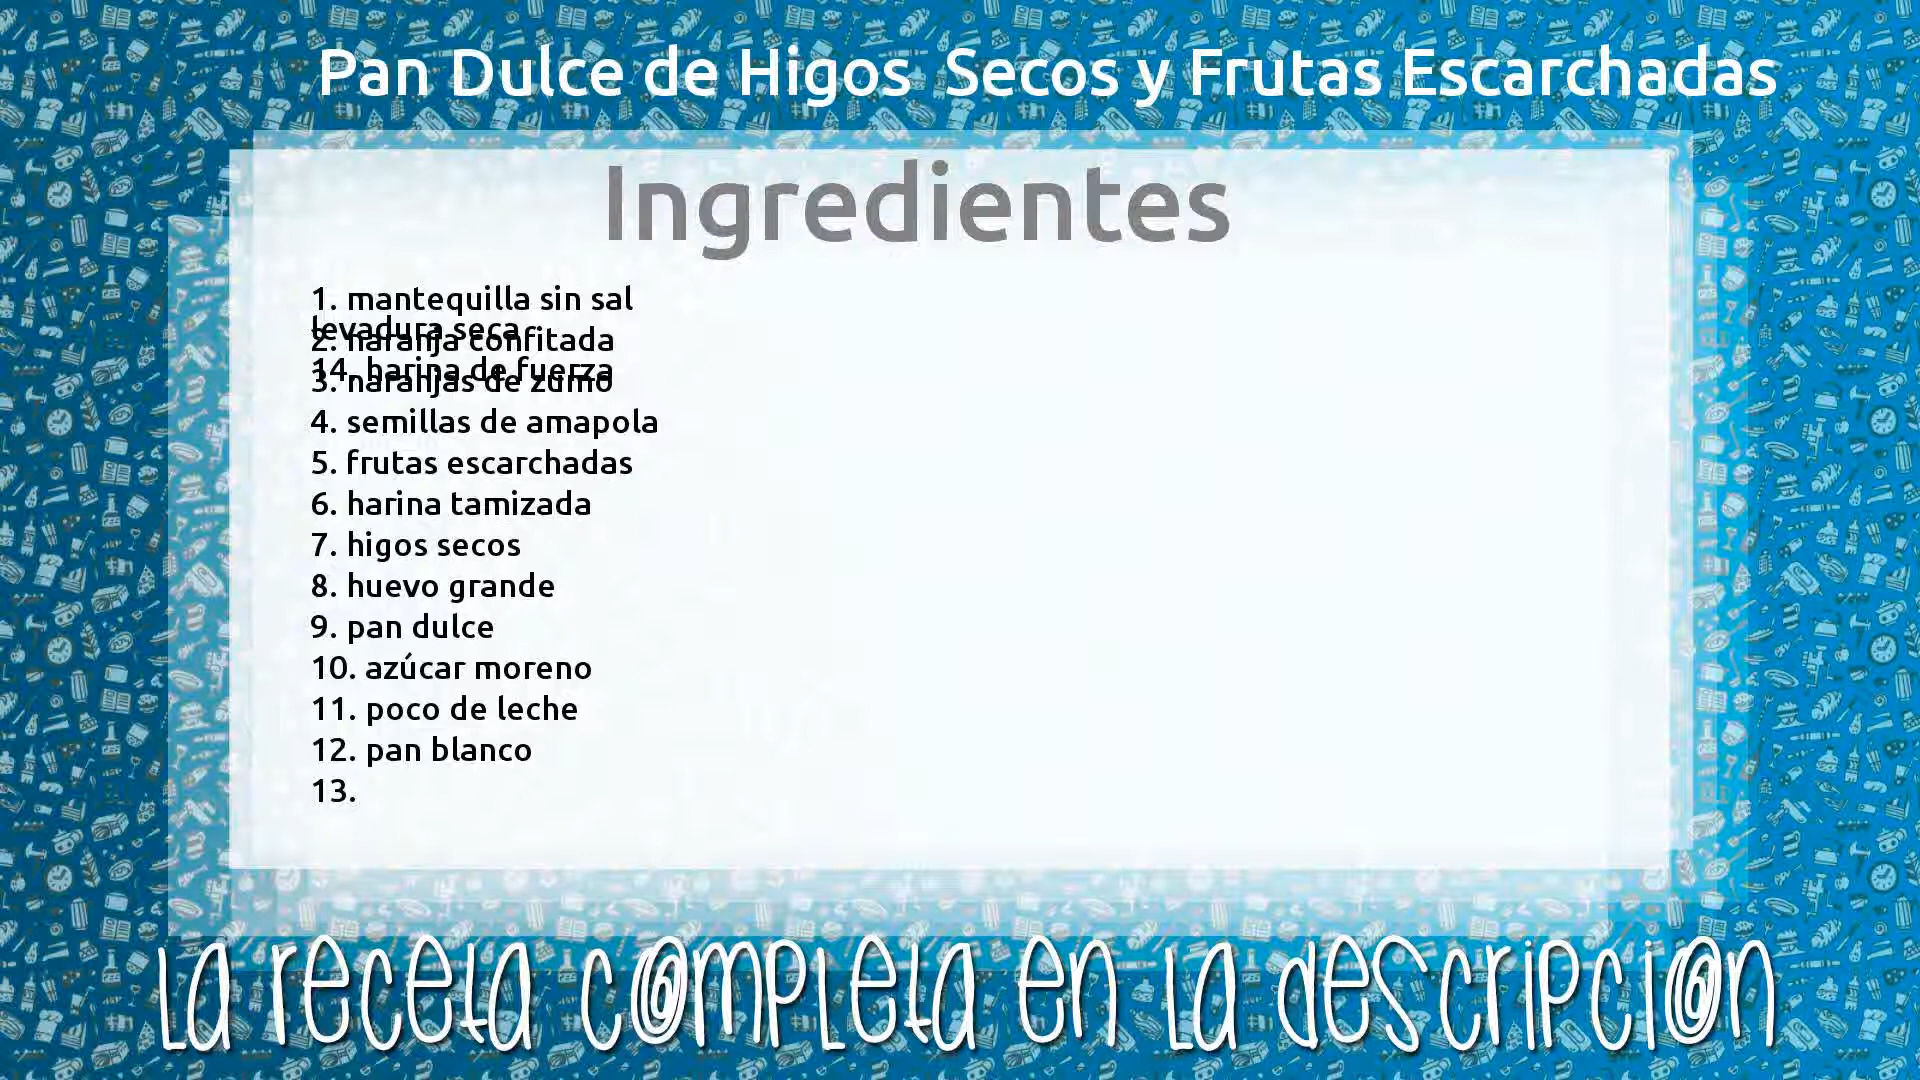 Pan Dulce de Higos Secos y Frutas Escarchadas
Ingredientes
1. mantequilla sin sal
levadura seca
2. naranja confitada
14. harina de fuerza
3. naranjas de zumo
4. semillas de amapola
5. frutas escarchadas
6. harina tamizada
7. higos secos
8. huevo grande
9. pan dulce
10. azúcar moreno
11. poco de leche
12. pan blanco
13.
La receta c@mpleta en la descripci@n